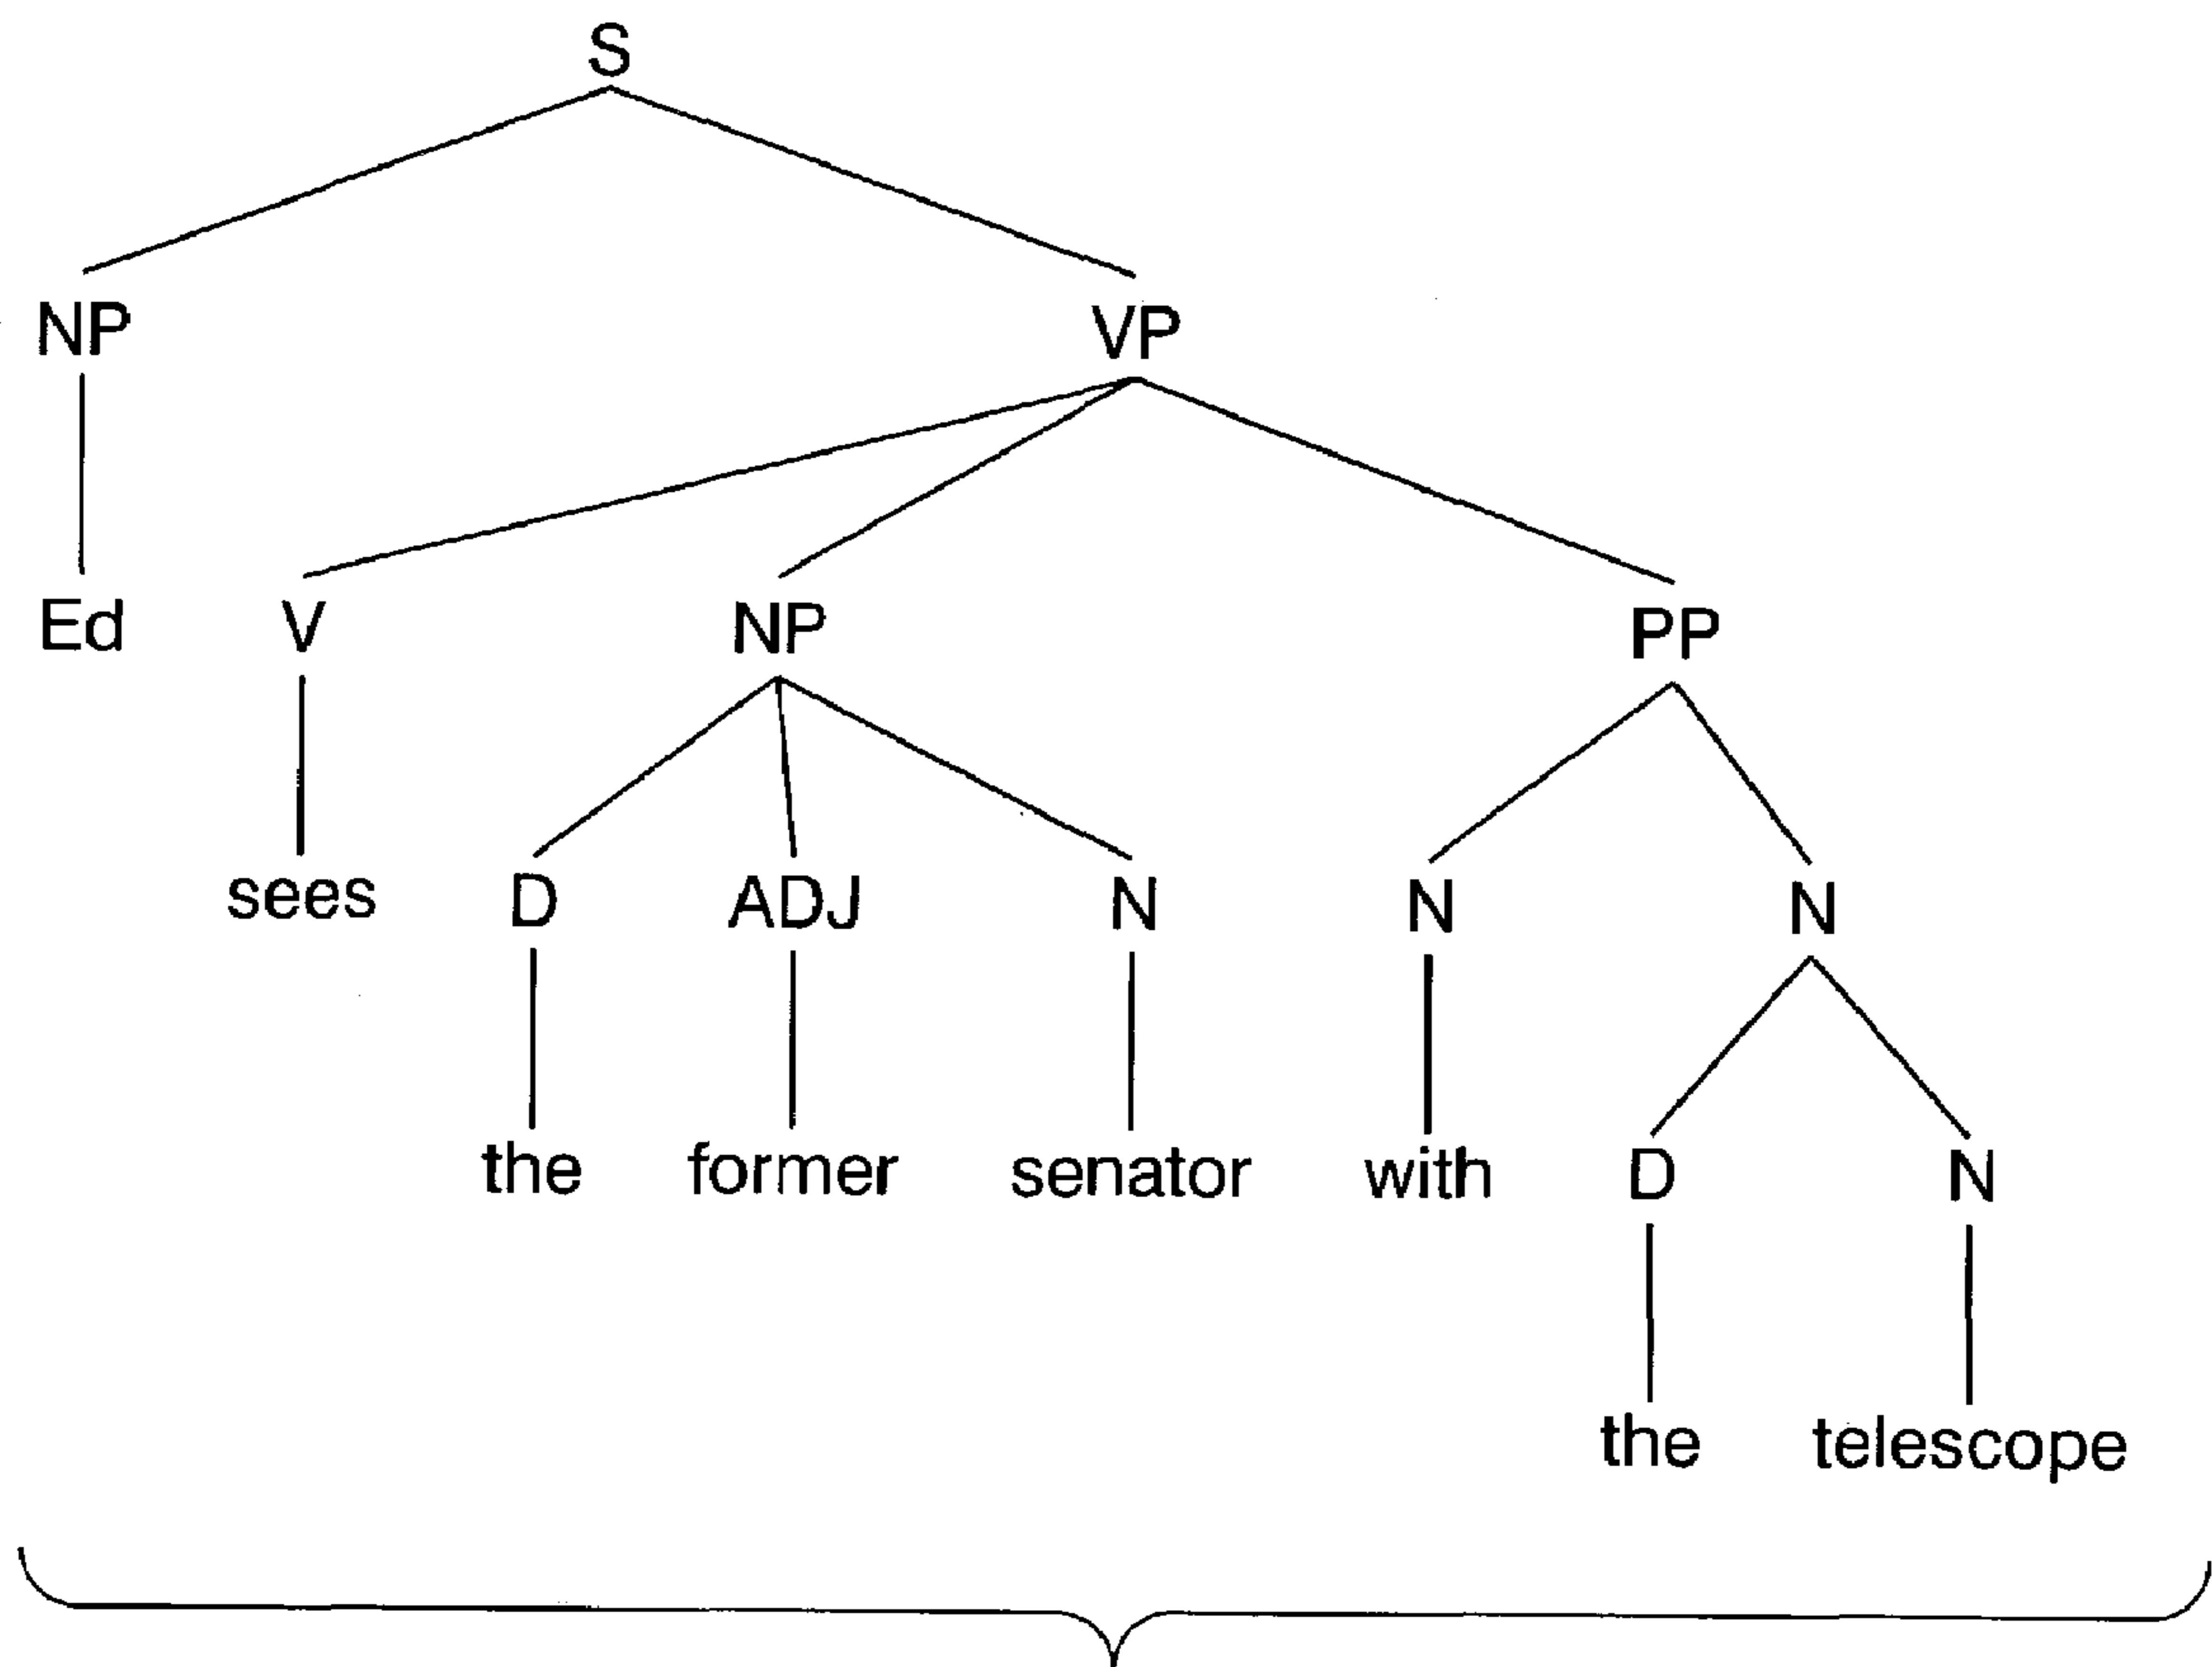 S
NP VP
Ed V NP PP
sees D ADJ N N N
the former senator with D N
the telescope